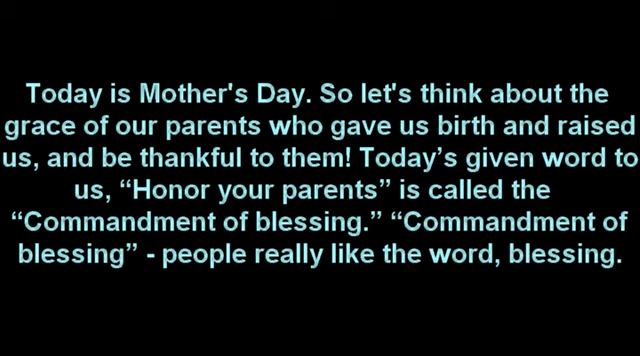 Today is Mother's Day. So let's think about the
grace of our parents who gave us birth and raised
us, and be thankful to them! Today’s given word to
us, “Honor your parents” is called the
“Commandment of blessing.” “Commandment of
blessing” - people really like the word, blessing.